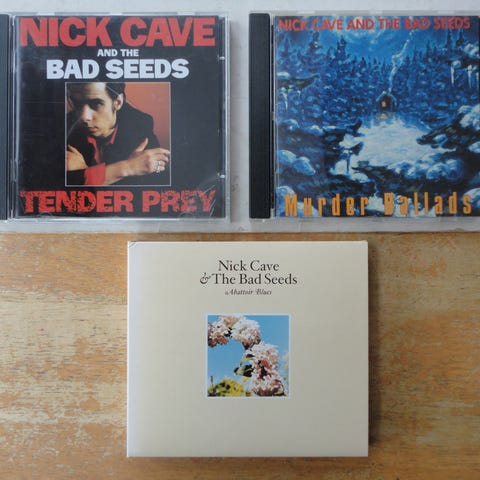 NICK CAVE
AND THE
BAD SEEDS
TENDER PREY
NICK CAVE AND THE BAD SEEDS
Murder Ballads
Nick Cave
& The Bad Seeds
Abattoir Blues